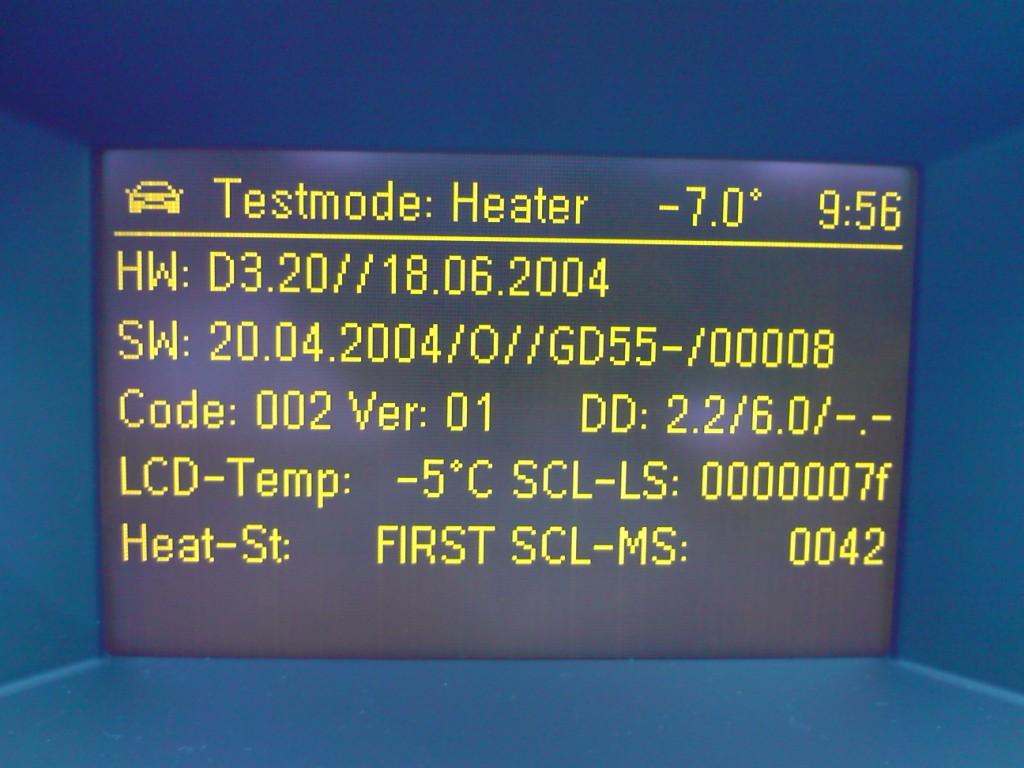 Testmode: Heater -7.0° 9:56
HW: D3.20//18.06.2004
SW: 20.04.2004/O//GD55-/00008
Code: 002 Ver: 01 DD: 2.2/6.0/-.-
LCD-Temp: -5°C SCL-LS: 0000007f
Heat-St: FIRST SCL-MS: 0042